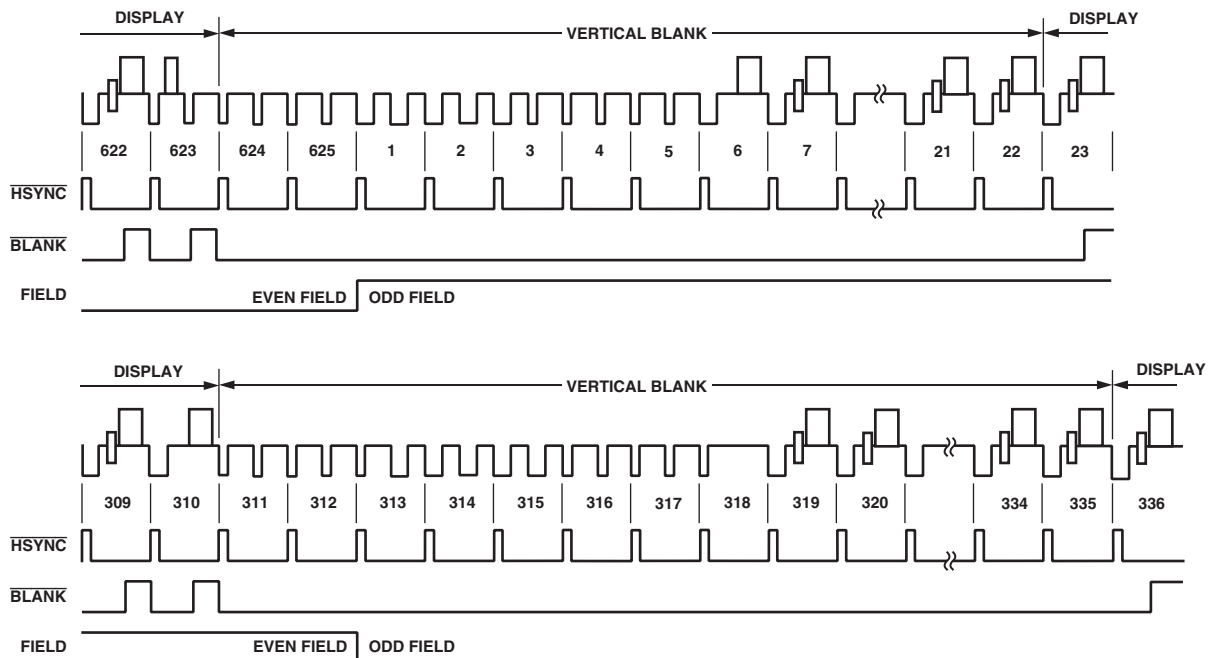 DISPLAY VERTICAL BLANK DISPLAY
622 623 624 625 1 2 3 4 5 6 7 21 22 23
HSYNC
BLANK
FIELD EVEN FIELD ODD FIELD
DISPLAY VERTICAL BLANK DISPLAY
309 310 311 312 313 314 315 316 317 318 319 320 334 335 336
HSYNC
BLANK
FIELD EVEN FIELD ODD FIELD